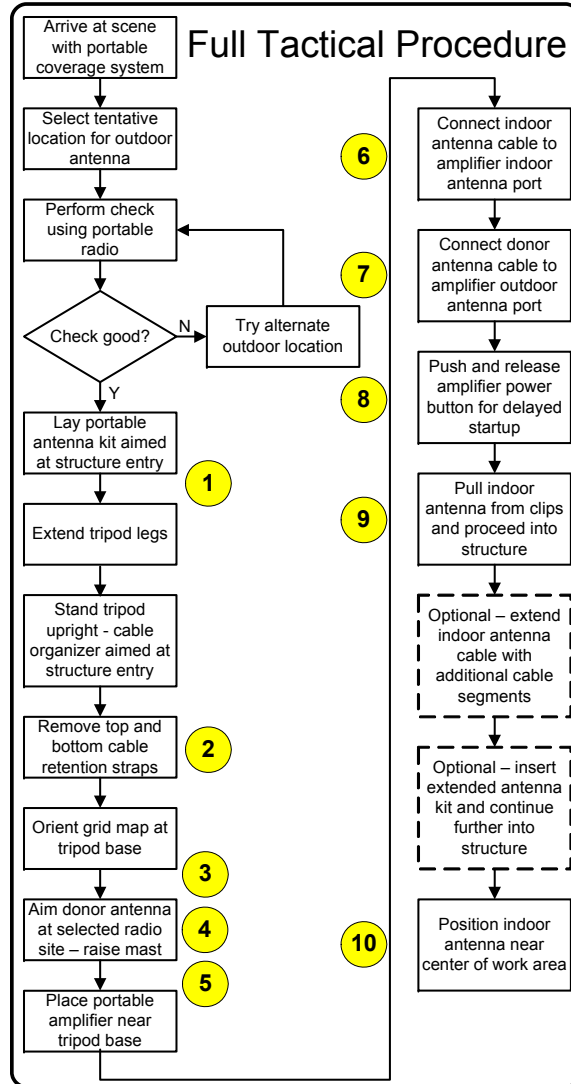 Full Tactical Procedure
Arrive at scene
with portable
coverage system
Select tentative
location for outdoor
antenna
Perform check
using portable
radio
Check good?
N
Try alternate
outdoor location
Y
Lay portable
antenna kit aimed
at structure entry
1
Extend tripod legs
Stand tripod
upright - cable
organizer aimed at
structure entry
Remove top and
bottom cable
retention straps
2
Orient grid map at
tripod base
3
Aim donor antenna
at selected radio
site – raise mast
4
5
Place portable
amplifier near
tripod base
6
Connect indoor
antenna cable to
amplifier indoor
antenna port
7
Connect donor
antenna cable to
amplifier outdoor
antenna port
8
Push and release
amplifier power
button for delayed
startup
9
Pull indoor
antenna from clips
and proceed into
structure
Optional – extend
indoor antenna
cable with
additional cable
segments
Optional – insert
extended antenna
kit and continue
further into
structure
10
Position indoor
antenna near
center of work area